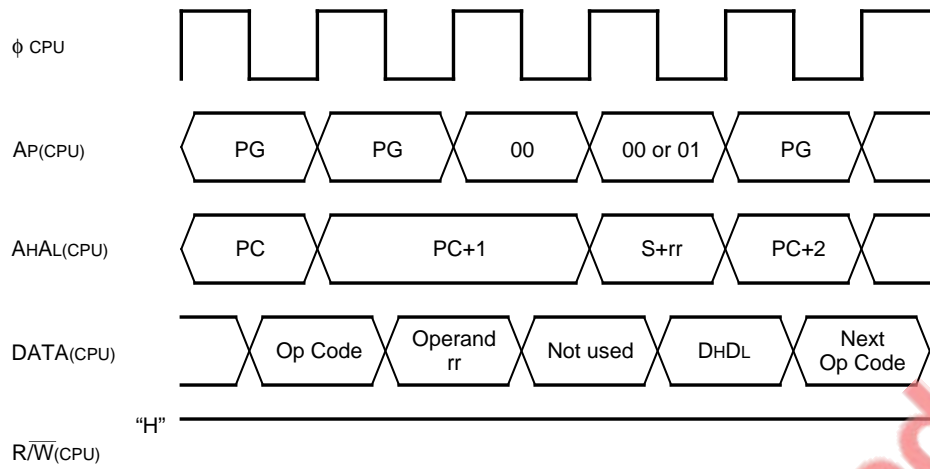 ϕ CPU
AP(CPU) PG PG 00 00 or 01 PG
AHAL(CPU) PC PC+1 S+rr PC+2
DATA(CPU) Op Code Operand rr Not used DHDL Next Op Code
"H"
R/W̅(CPU)